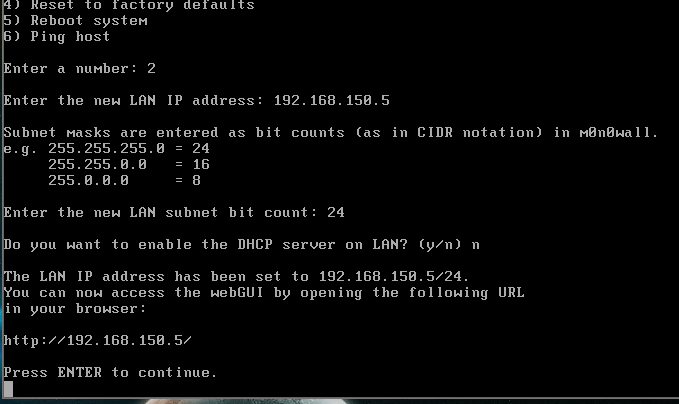 4) Reset to factory defaults
5) Reboot system
6) Ping host
Enter a number: 2
Enter the new LAN IP address: 192.168.150.5
Subnet masks are entered as bit counts (as in CIDR notation) in m0n0wall.
e.g. 255.255.255.0 = 24
255.255.0.0 = 16
255.0.0.0 = 8
Enter the new LAN subnet bit count: 24
Do you want to enable the DHCP server on LAN? (y/n) n
The LAN IP address has been set to 192.168.150.5/24.
You can now access the webGUI by opening the following URL
in your browser:
http://192.168.150.5/
Press ENTER to continue.